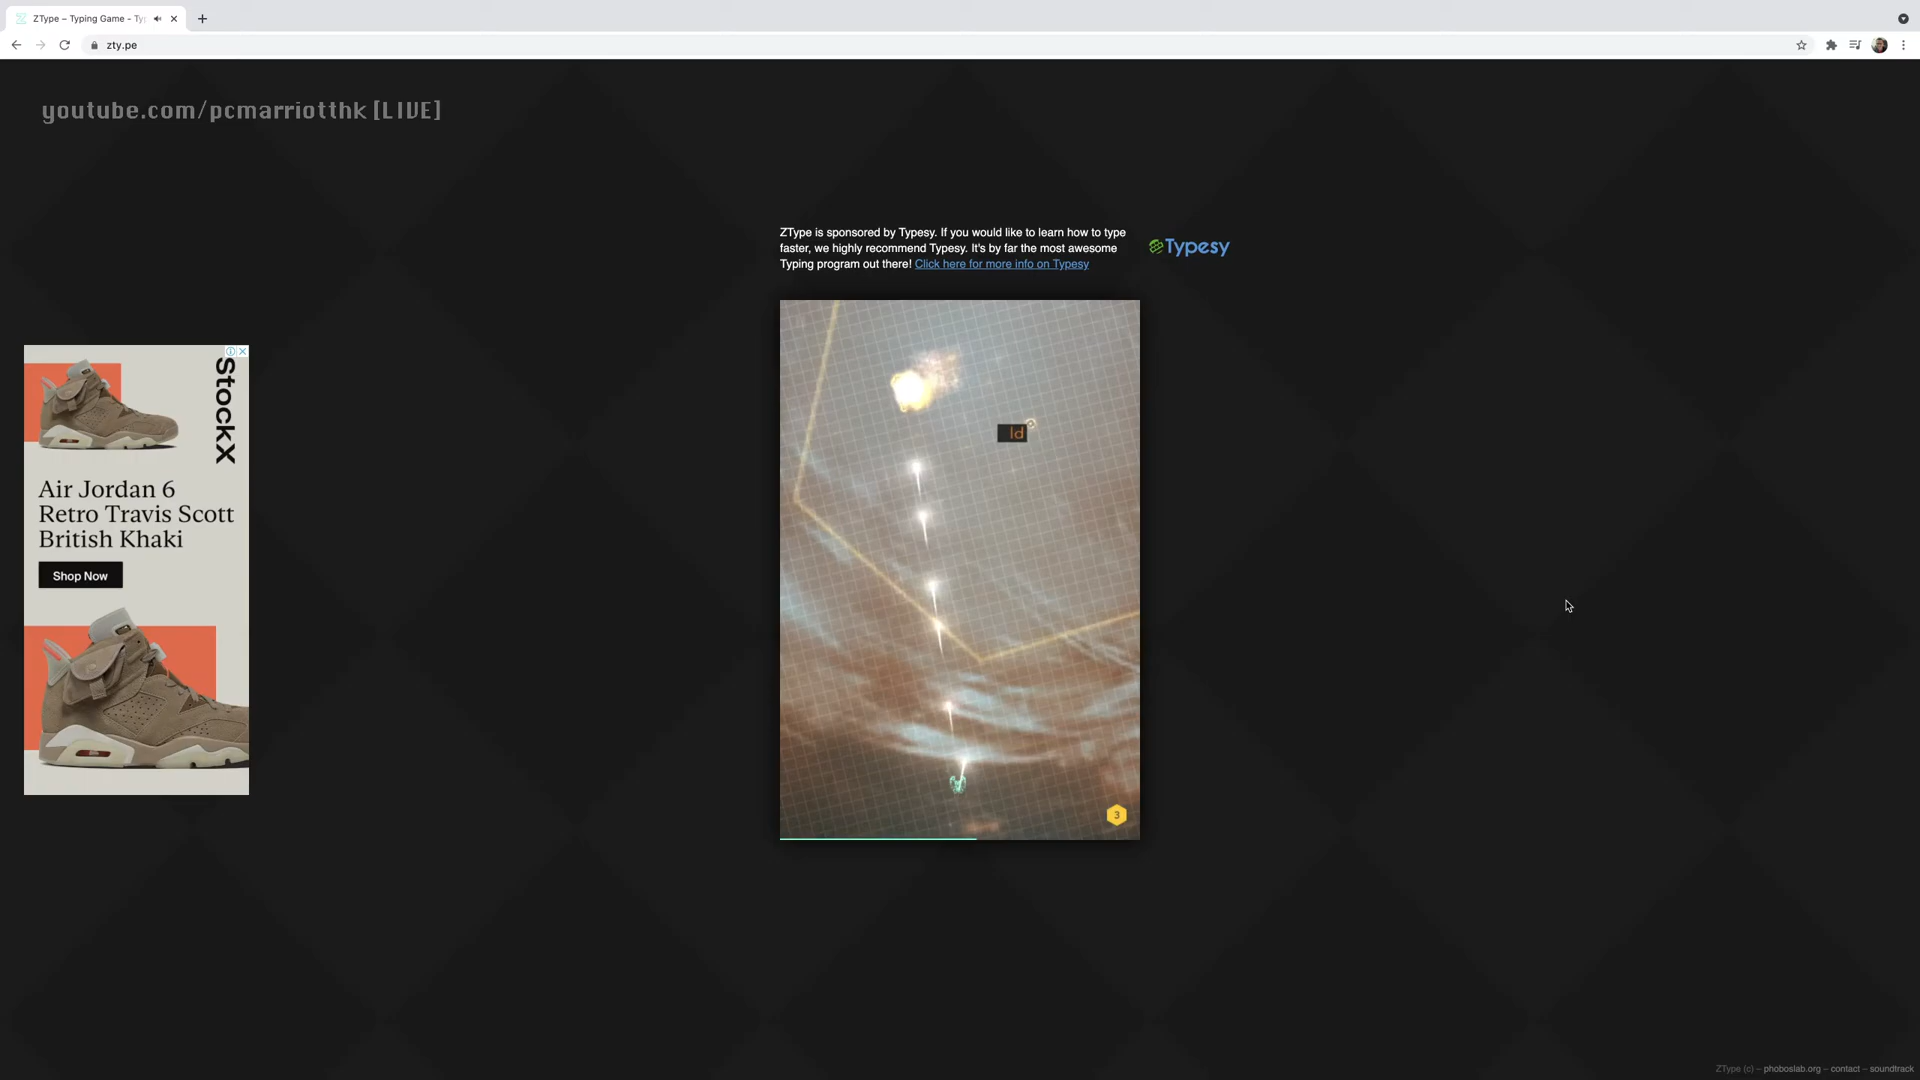 ZType – Typing Game - Ty
zty.pe
youtube.com/pcmarriotthk [LIVE]
ZType is sponsored by Typesy. If you would like to learn how to type
faster, we highly recommend Typesy. It's by far the most awesome
Typing program out there! Click here for more info on Typesy
Typesy
StockX
Air Jordan 6
Retro Travis Scott
British Khaki
Shop Now
ld
3
ZType (c) – phoboslab.org – contact – soundtrack